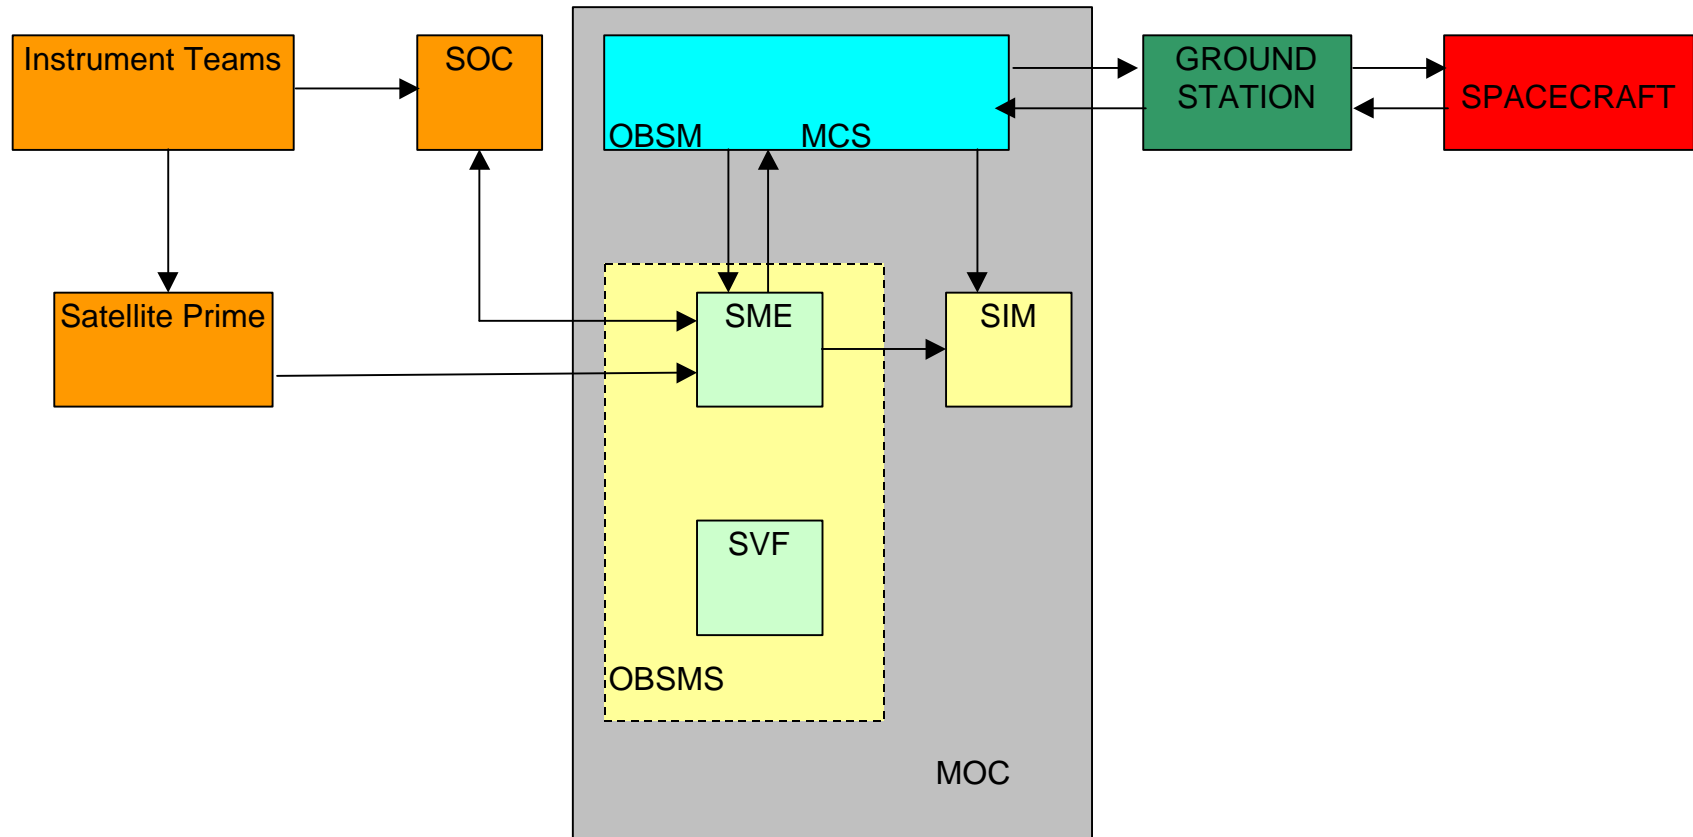 Instrument Teams
SOC
OBSM MCS
GROUND
STATION
SPACECRAFT
Satellite Prime
SME
SIM
SVF
OBSMS
MOC